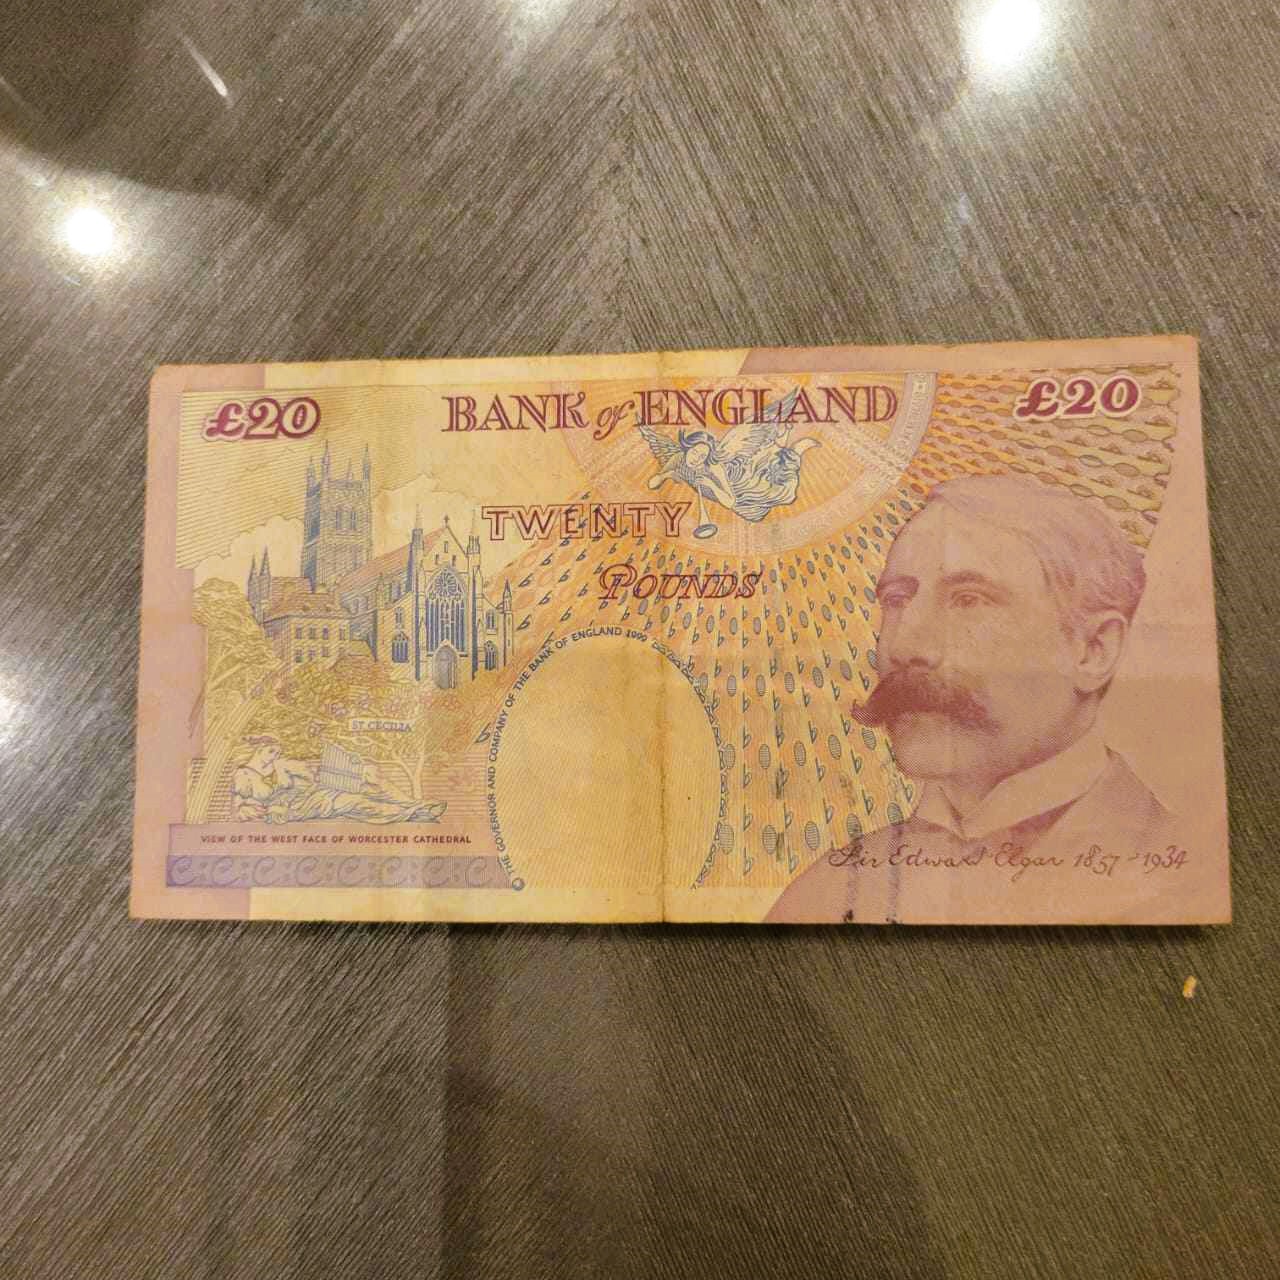 £20
BANK of ENGLAND
£20
TWENTY
POUNDS
THE GOVERNOR AND COMPANY OF THE BANK OF ENGLAND 1999
ST CECILIA
VIEW OF THE WEST FACE OF WORCESTER CATHEDRAL
Sir Edward Elgar 1857-1934